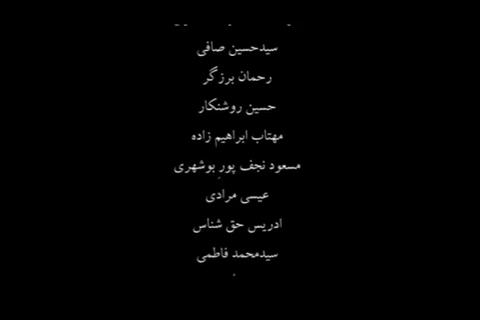 سیدحسین صافی
رحمان برزگر
حسین روشنکار
مهتاب ابراهیم زاده
مسعود نجف پورِ بوشهری
عیسی مرادی
ادریس حق شناس
سیدمحمد فاطمی